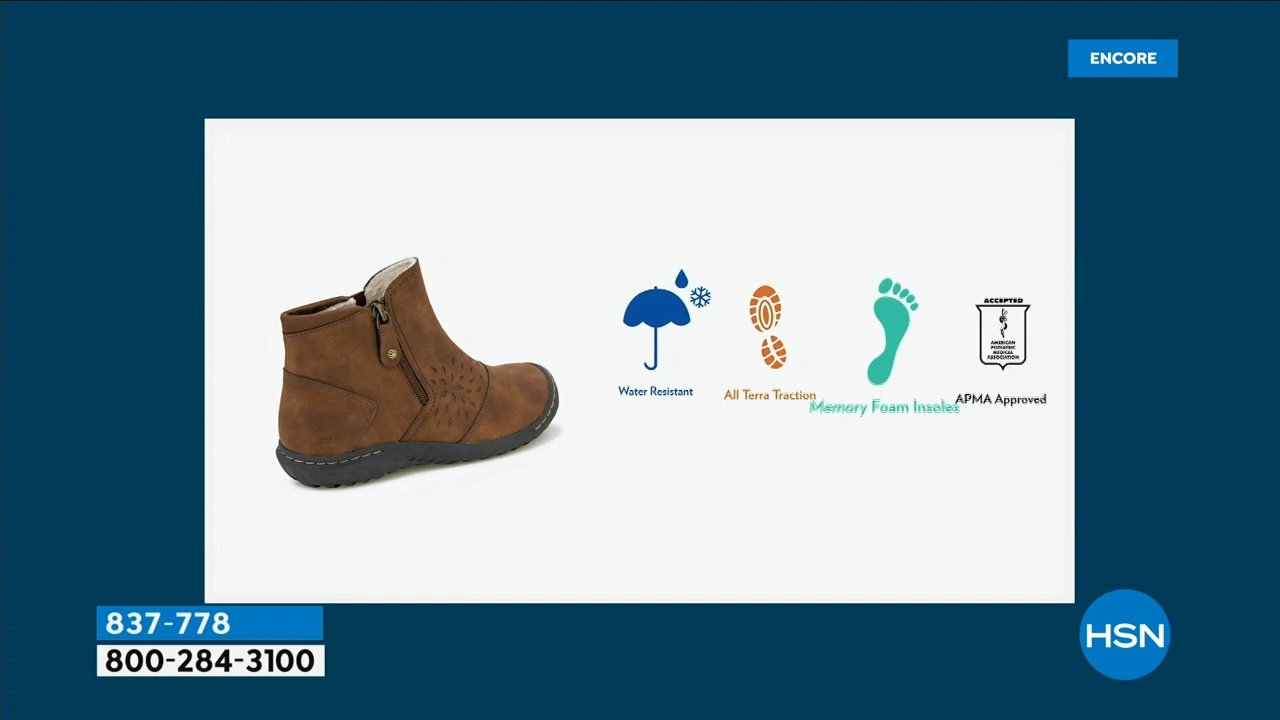 ENCORE
ACCEPTED
AMERICAN
PODIATRIC
MEDICAL
ASSOCIATION
Water Resistant
All Terra Traction
Memory Foam Insoles
APMA Approved
837-778
800-284-3100
HSN